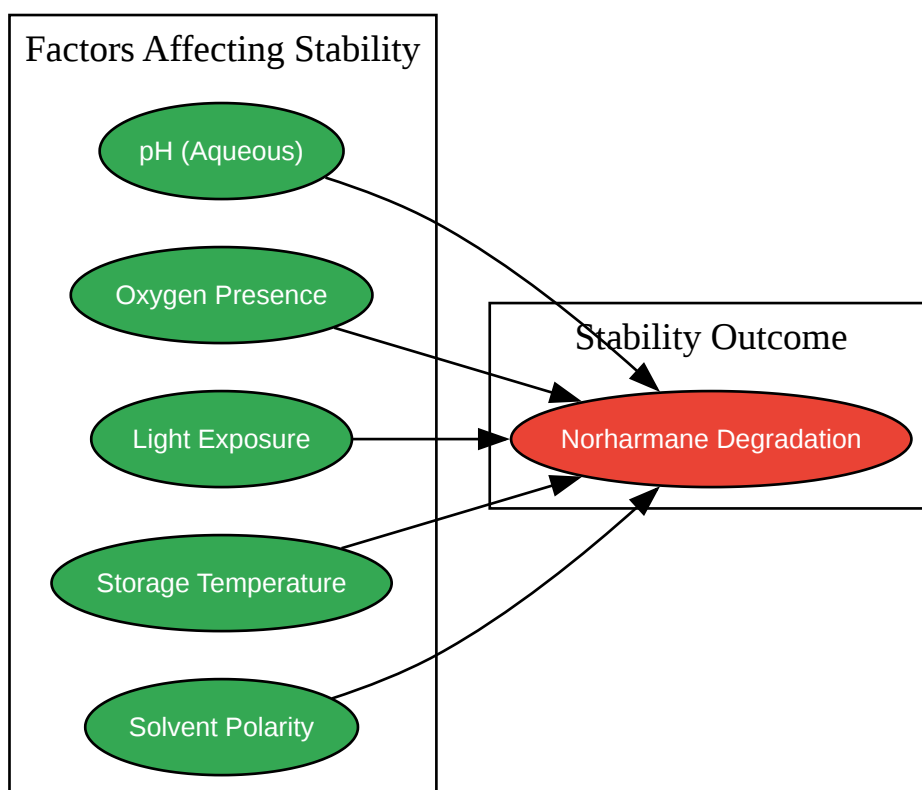 Factors Affecting Stability
pH (Aqueous)
Oxygen Presence
Light Exposure
Storage Temperature
Solvent Polarity
Stability Outcome
Norharmane Degradation